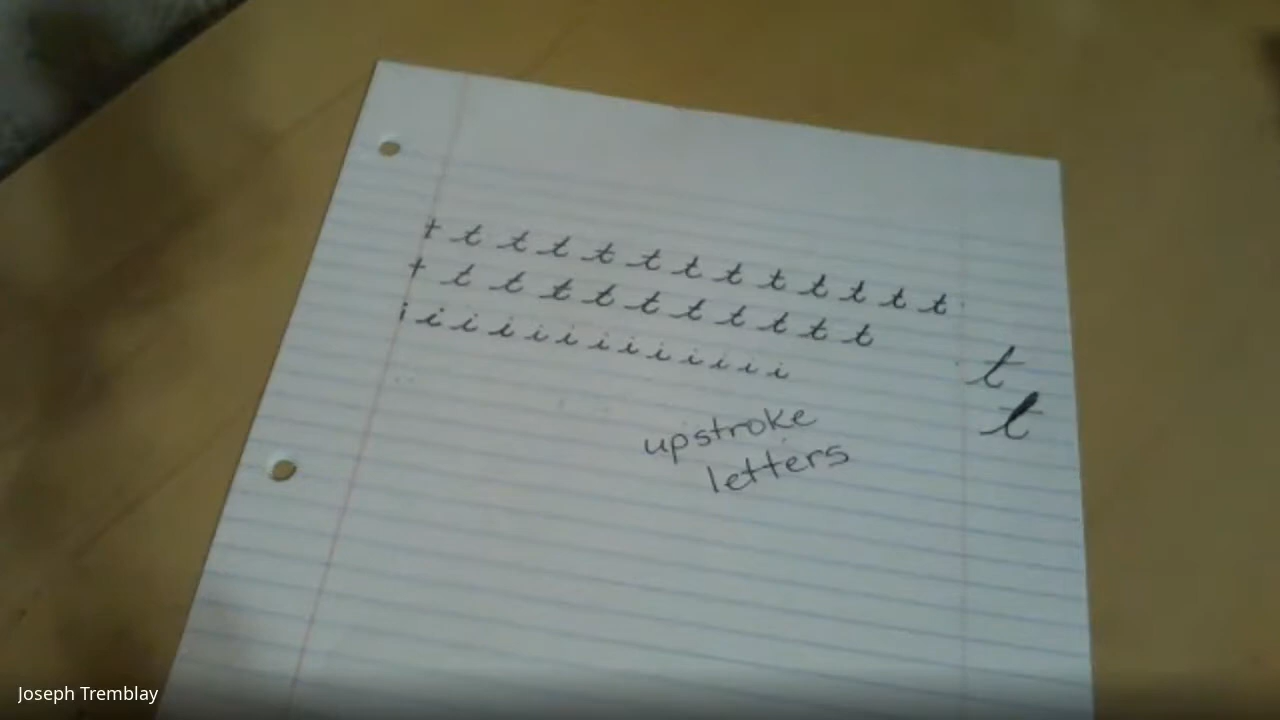 t t t t t t t t t t t t t
t t t t t t t t t t t
i i i i i i i i i i i i i
t
t
upstroke
letters
Joseph Tremblay